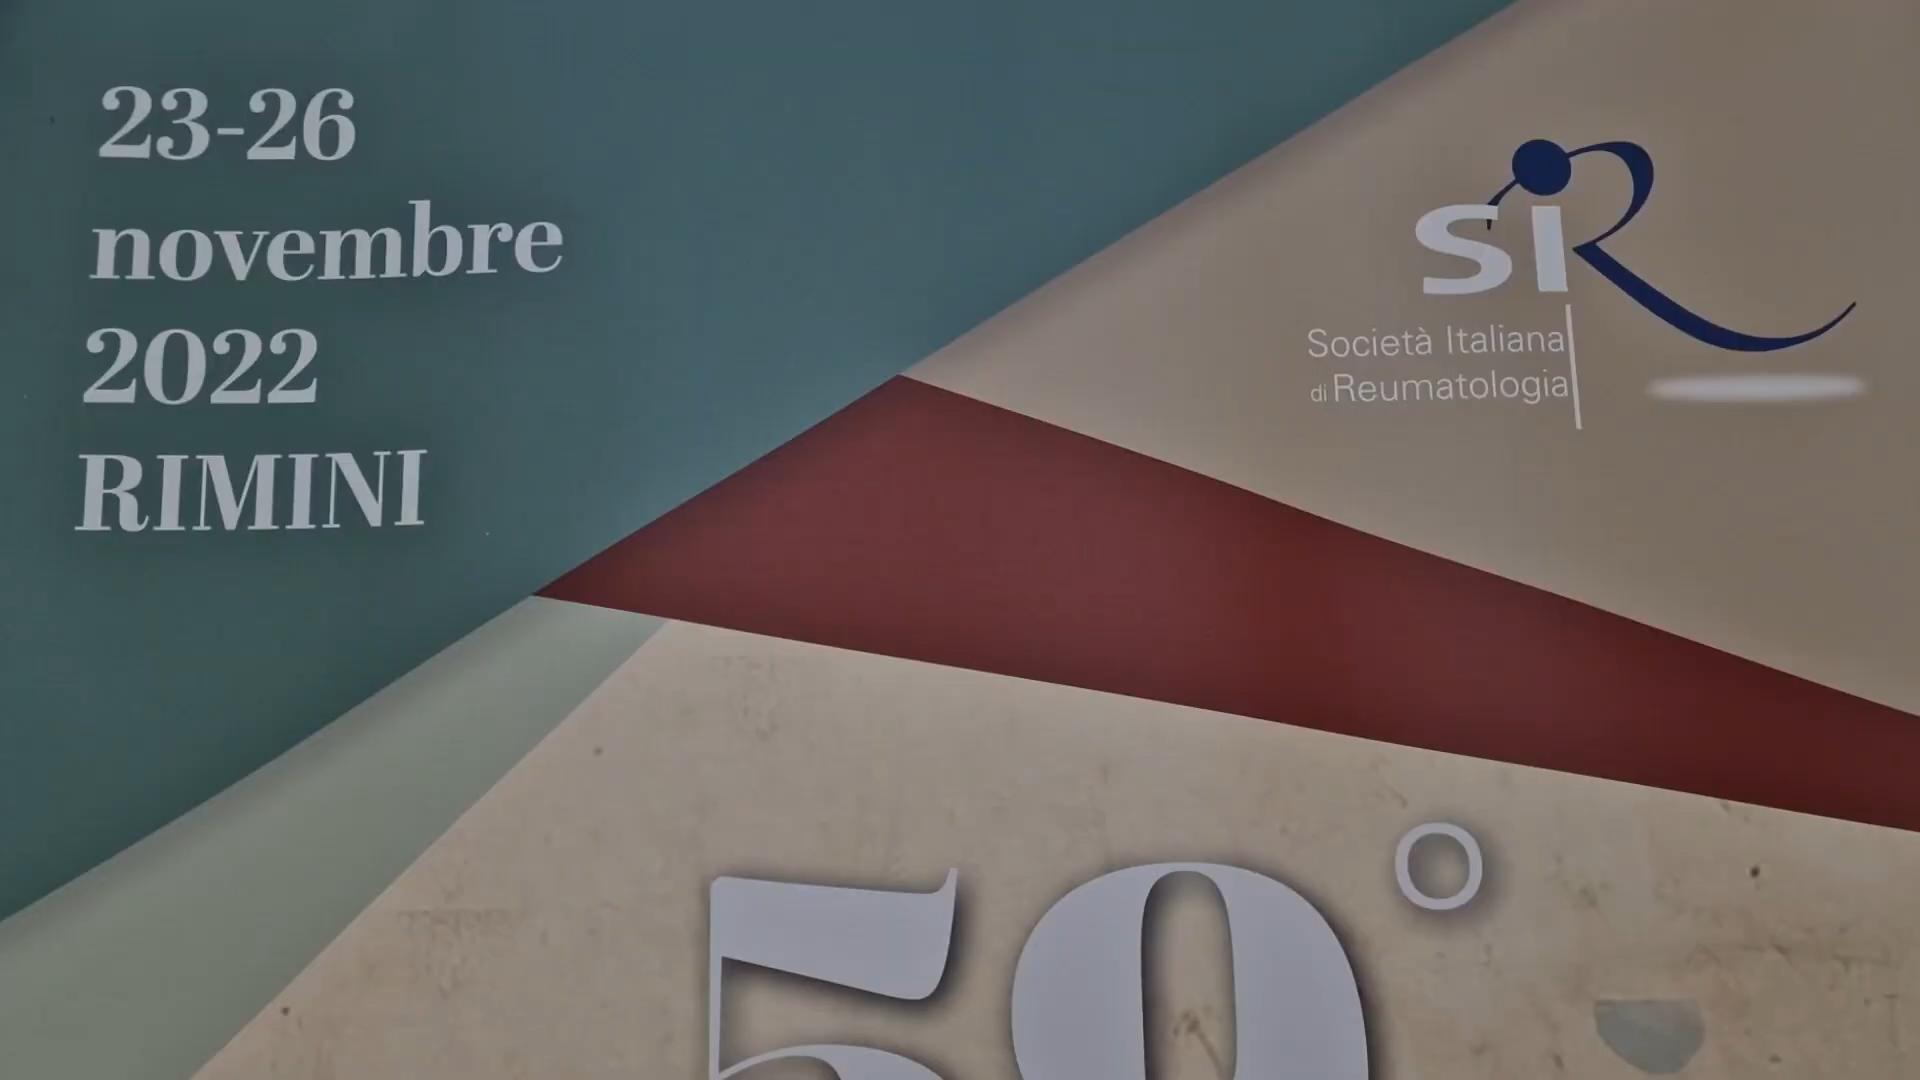 23-26
novembre
2022
RIMINI
SiR
Società Italiana
di Reumatologia